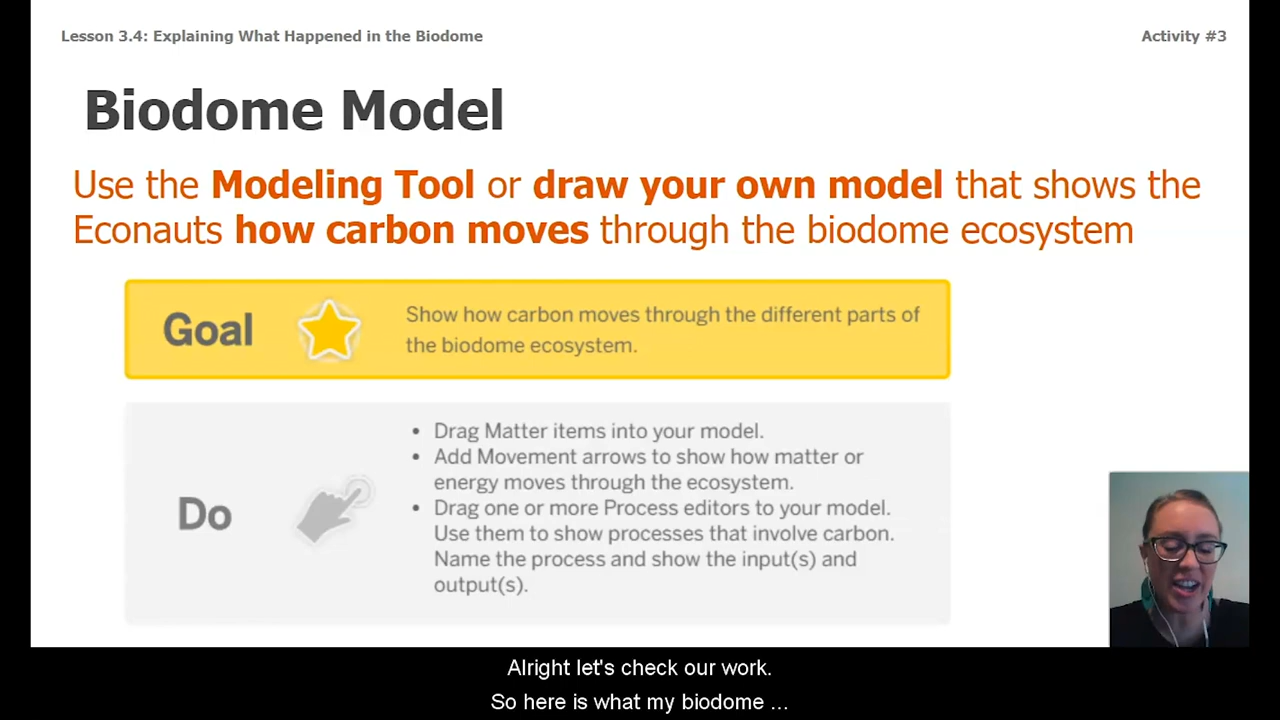 Lesson 3.4: Explaining What Happened in the Biodome
Activity #3
Biodome Model
Use the Modeling Tool or draw your own model that shows the
Econauts how carbon moves through the biodome ecosystem
Goal
Show how carbon moves through the different parts of
the biodome ecosystem.
Do
• Drag Matter items into your model.
• Add Movement arrows to show how matter or
energy moves through the ecosystem.
• Drag one or more Process editors to your model.
Use them to show processes that involve carbon.
Name the process and show the input(s) and
output(s).
Alright let's check our work.
So here is what my biodome ...